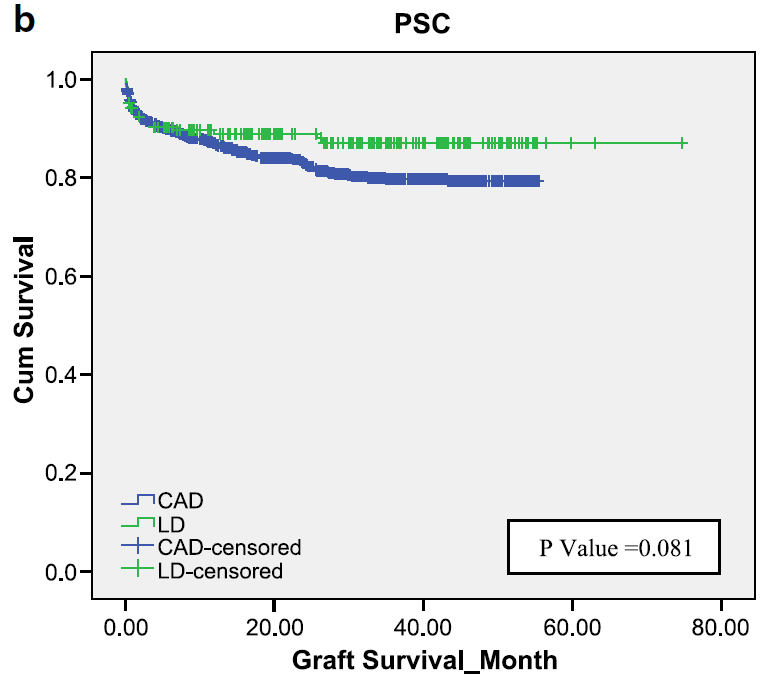 b
PSC
1.0
0.8
0.6
0.4
0.2
0.0
Cum Survival
CAD
LD
CAD-censored
LD-censored
P Value =0.081
0.00 20.00 40.00 60.00 80.00
Graft Survival_Month